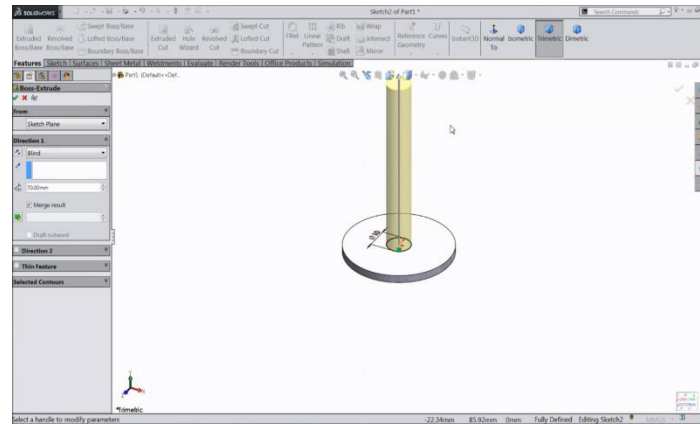 SOLIDWORKS
Sketch2 of Part1 *
Search Commands
Extruded Boss/Base
Revolved Boss/Base
Swept Boss/Base
Lofted Boss/Base
Boundary Boss/Base
Extruded Cut
Hole Wizard
Revolved Cut
Swept Cut
Lofted Cut
Boundary Cut
Fillet
Linear Pattern
Rib
Draft
Shell
Wrap
Intersect
Mirror
Reference Geometry
Curves
Instant3D
Normal To
Isometric
Trimetric
Dimetric
Features Sketch Surfaces Sheet Metal Weldments Evaluate Render Tools Office Products Simulation
Part1 (Default<<Def..
Boss-Extrude
From
Sketch Plane
Direction 1
Blind
70.00mm
Merge result
Draft outward
Direction 2
Thin Feature
Selected Contours
*Trimetric
Select a handle to modify parameters
-22.34mm 85.92mm 0mm Fully Defined Editing Sketch2 MMGS